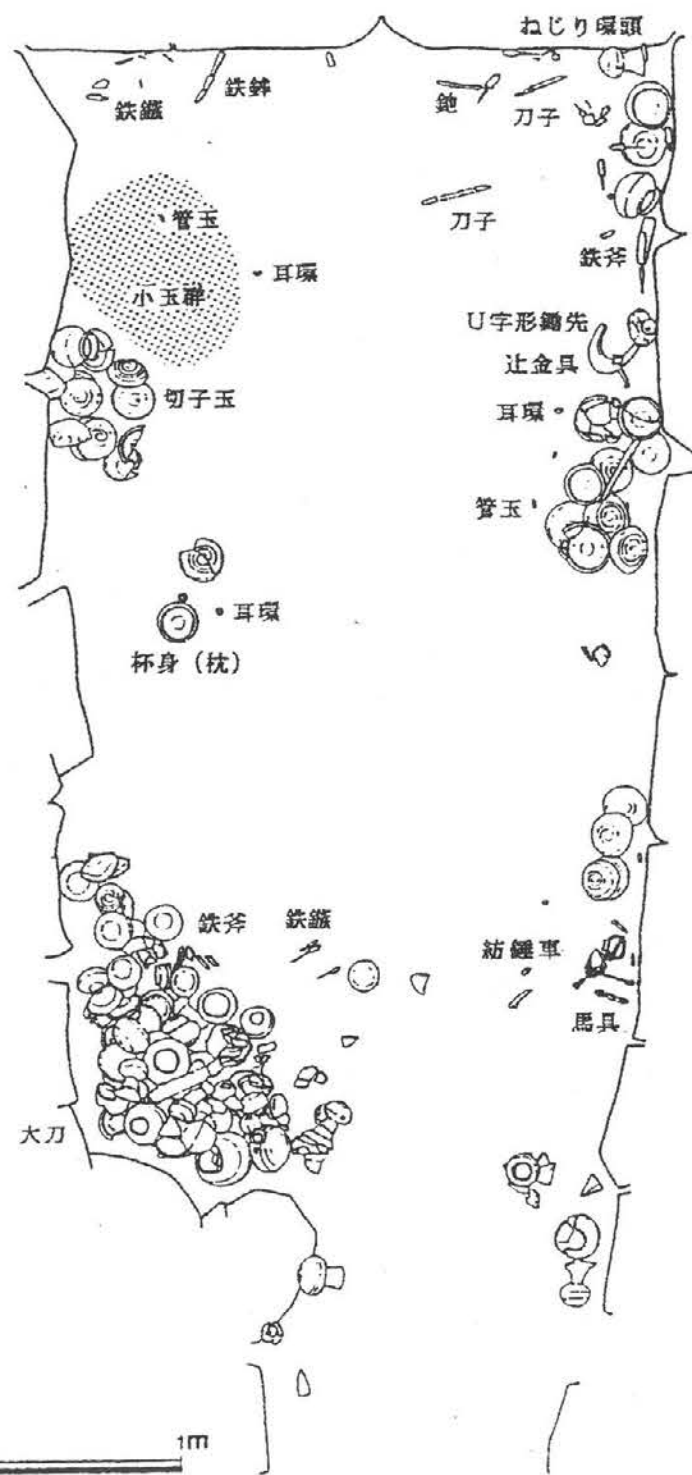 ねじり環頭
鉄鏃
鉄鉾
鉇
刀子
管玉
刀子
耳環
鉄斧
小玉群
U字形鋤先
辻金具
切子玉
耳環
管玉
耳環
杯身（枕）
鉄斧
鉄鏃
紡錘車
馬具
大刀
1m